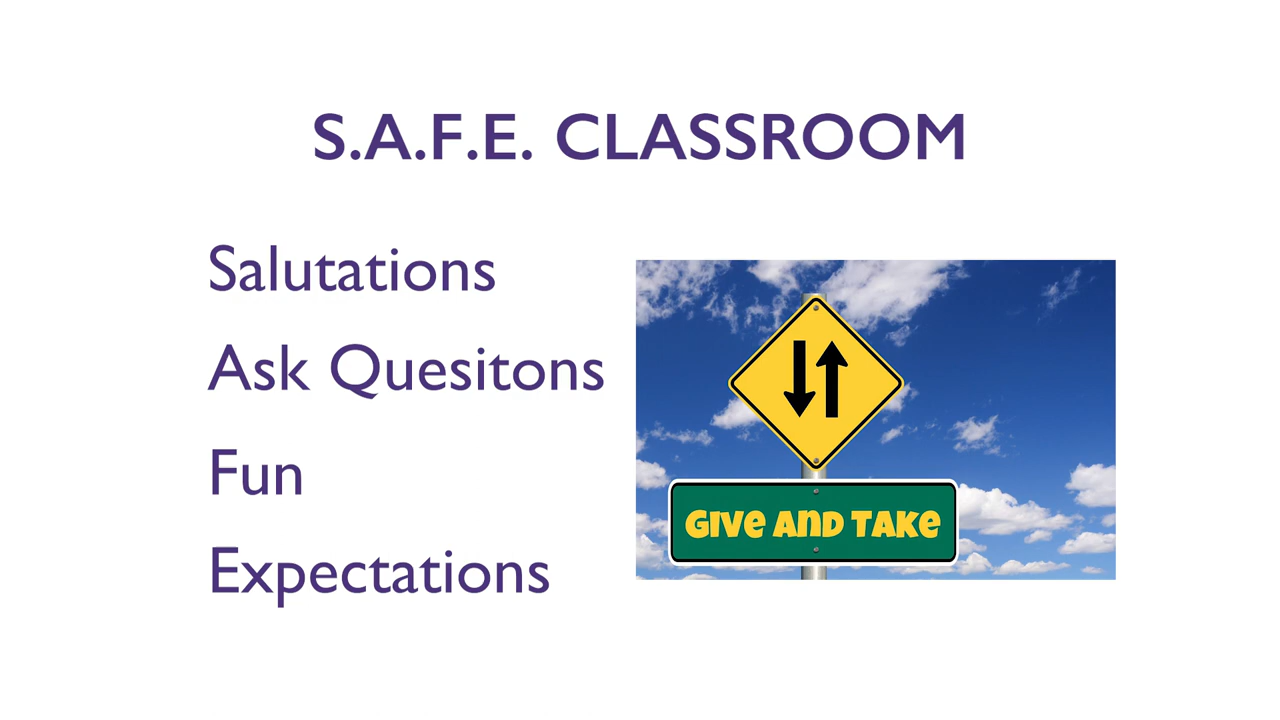 S.A.F.E. CLASSROOM
Salutations
Ask Quesitons
Fun
Expectations
GIVE AND TAKE